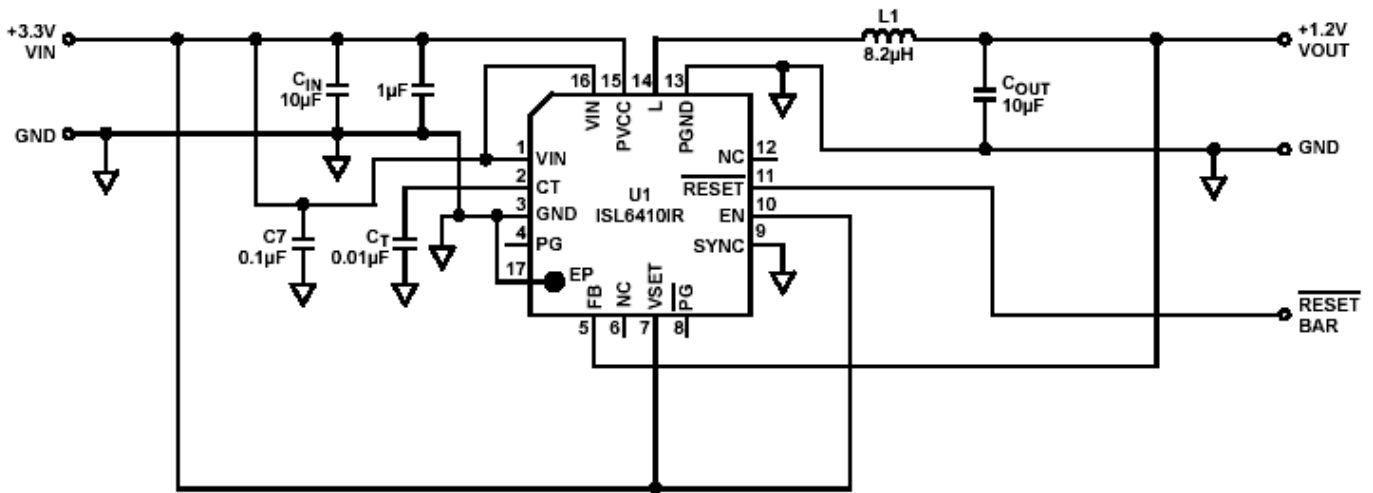 +3.3V
VIN
GND
CIN
10µF
1µF
C7
0.1µF
CT
0.01µF
16
15
14
13
VIN
PVCC
L
PGND
1
VIN
2
CT
3
GND
4
PG
17
EP
U1
ISL6410IR
NC
12
RESET
11
EN
10
SYNC
9
FB
NC
VSET
PG
5
6
7
8
L1
8.2µH
COUT
10µF
+1.2V
VOUT
GND
RESET
BAR